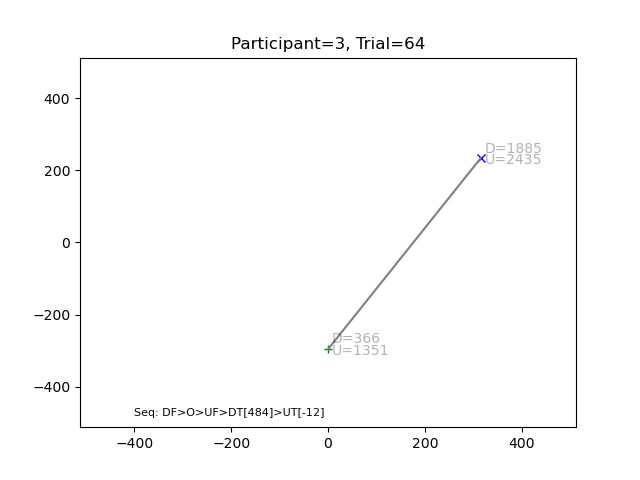 Participant=3, Trial=64
400
200
0
−200
−400
D=1885
U=2435
D=366
U=1351
Seq: DF>O>UF>DT[484]>UT[-12]
−400
−200
0
200
400